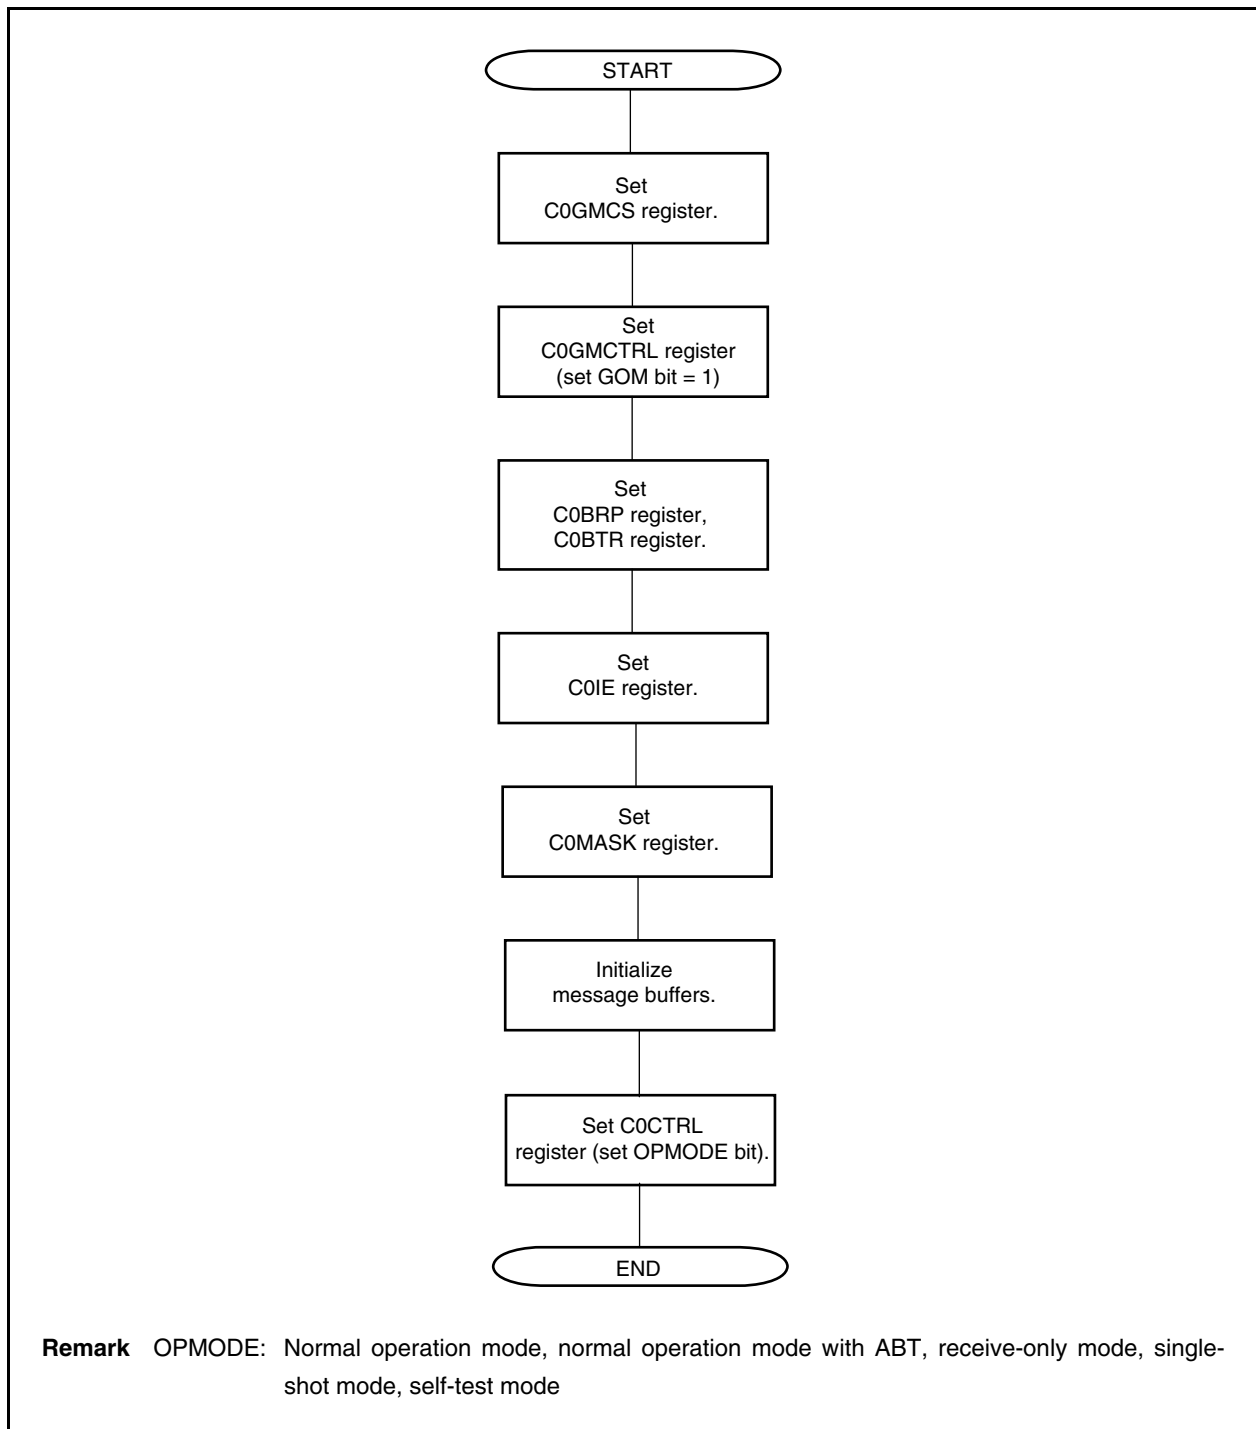 START
Set
C0GMCS register.
Set
C0GMCTRL register
(set GOM bit = 1)
Set
C0BRP register,
C0BTR register.
Set
C0IE register.
Set
C0MASK register.
Initialize
message buffers.
Set C0CTRL
register (set OPMODE bit).
END
Remark OPMODE: Normal operation mode, normal operation mode with ABT, receive-only mode, single-
shot mode, self-test mode